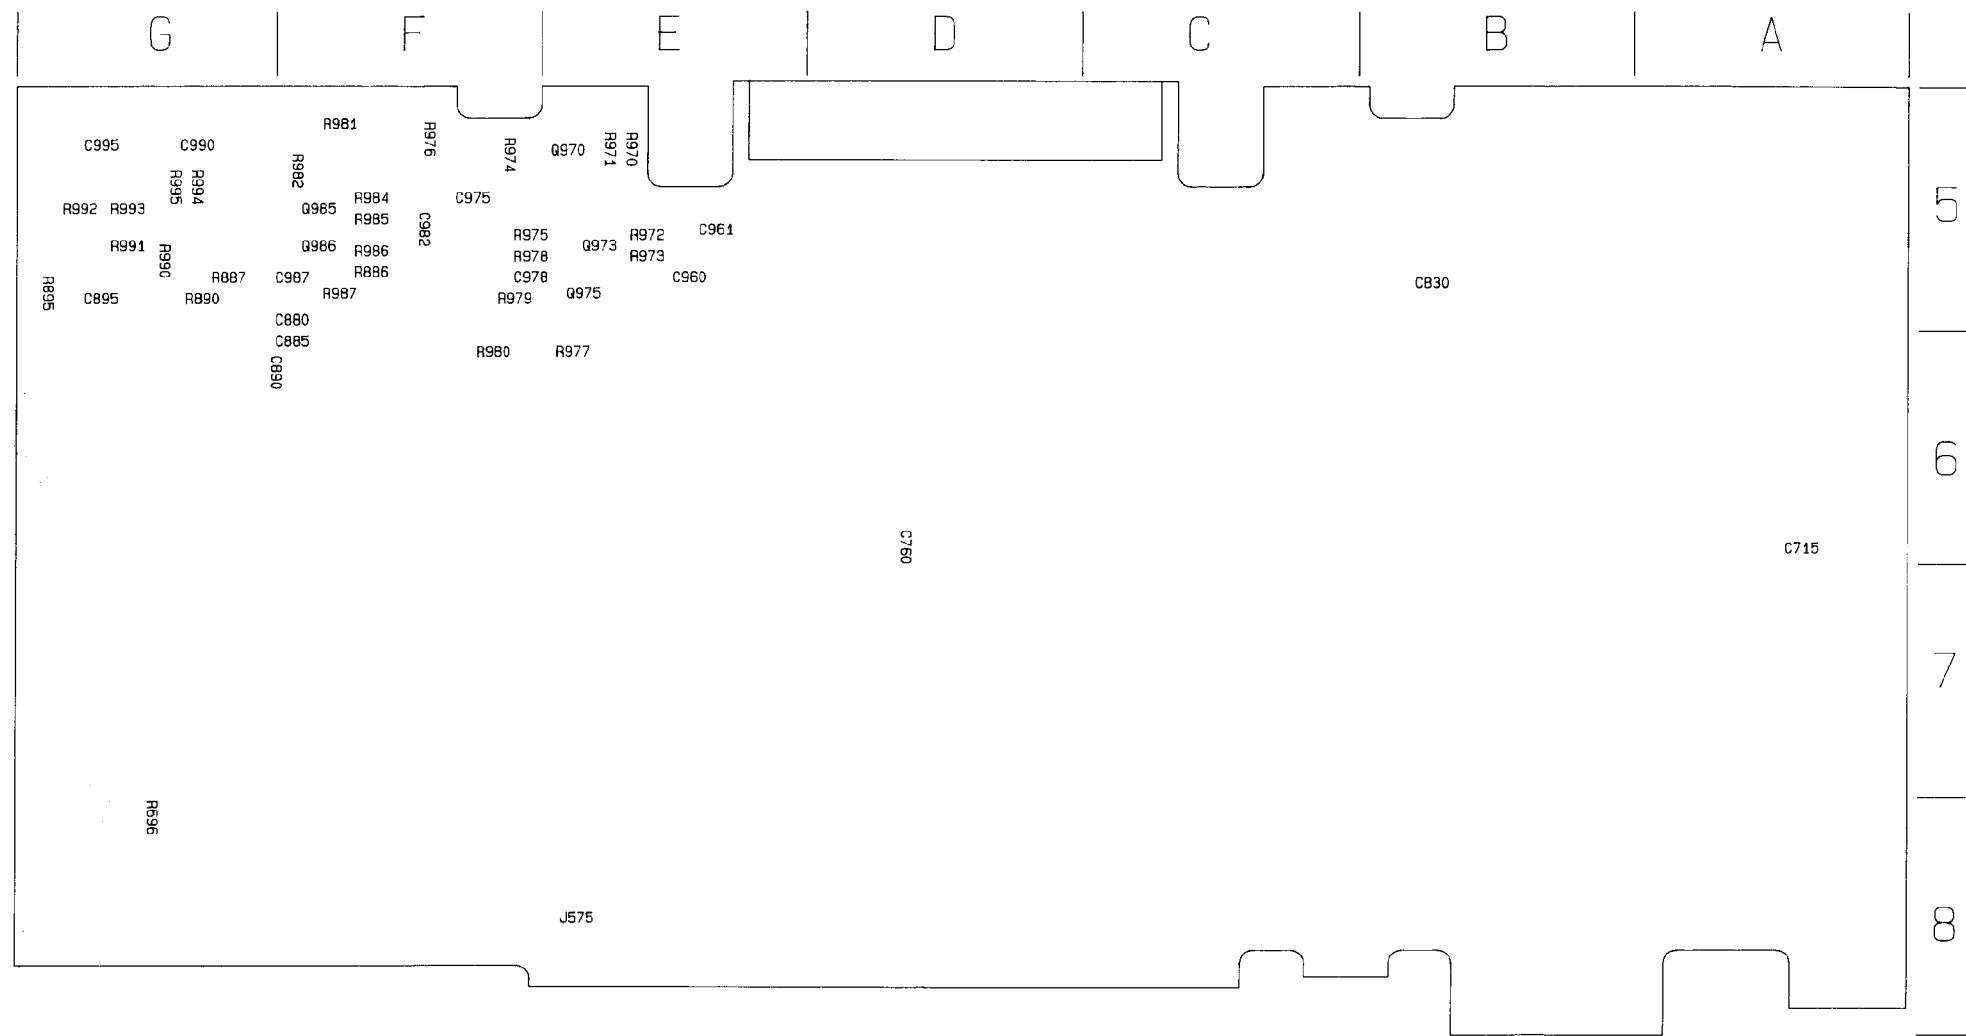 G F E D C B A
R981
C995 C990 R976 R974 Q970 R971 R970
R982
R995 R994 R984 C975
R992 R993 Q985 R985 5
C982 C961
R991 Q986 R986 R975 Q973 R972
R990 R978 R973
R887 C987 R886 C978 C960
R895 C895 R890 R987 R979 Q975 C830
C880
C885
R980 R977
C890
6
C760 C715
7
R696
J575 8